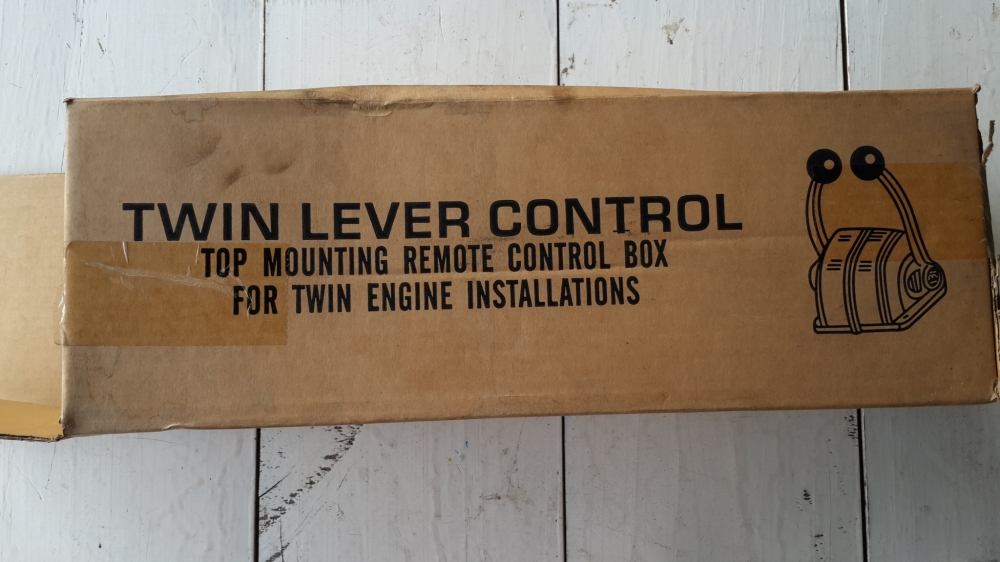 TWIN LEVER CONTROL
TOP MOUNTING REMOTE CONTROL BOX
FOR TWIN ENGINE INSTALLATIONS